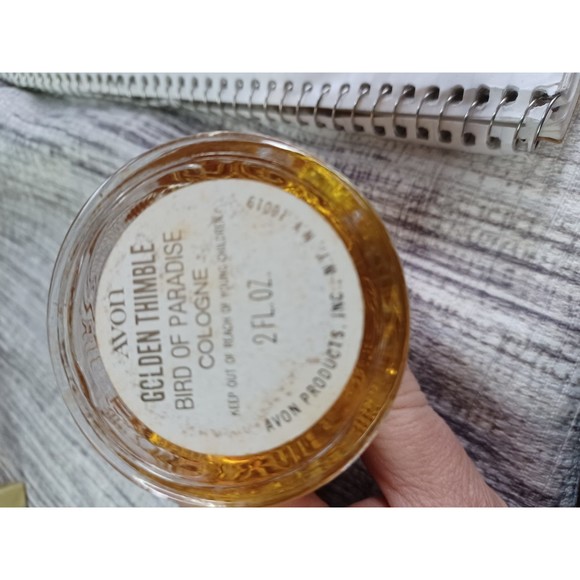 AVON
GOLDEN THIMBLE
BIRD OF PARADISE
COLOGNE
KEEP OUT OF REACH OF YOUNG CHILDREN
2 FL. OZ.
AVON PRODUCTS, INC., N.Y., N.Y. 10019